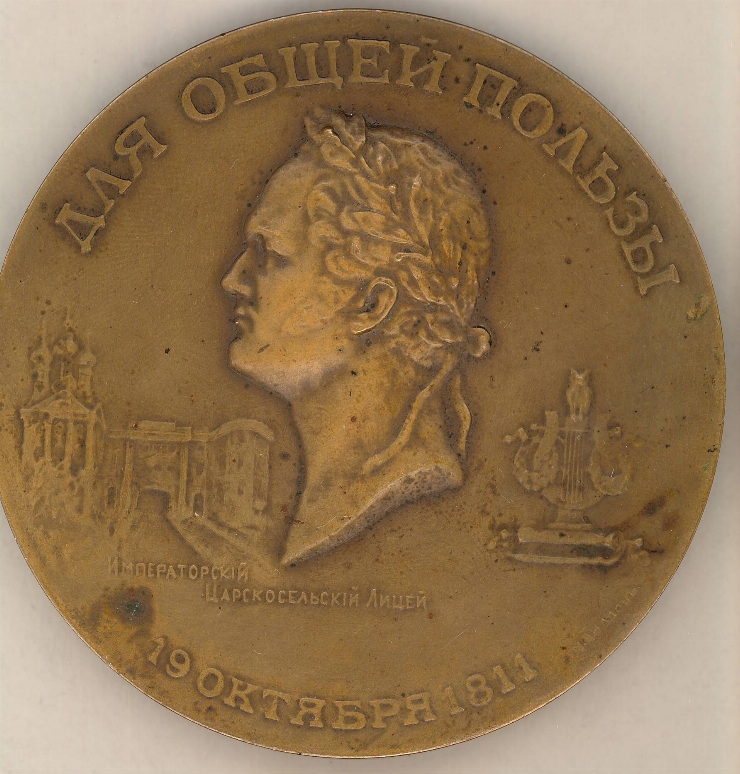 ДЛЯ ОБЩЕЙ ПОЛЬЗЫ
ИМПЕРАТОРСКІЙ
ЦАРСКОСЕЛЬСКІЙ ЛИЦЕЙ
19 ОКТЯБРЯ 1811